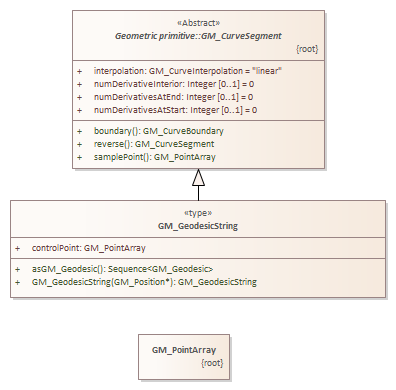 «Abstract»
Geometric primitive::GM_CurveSegment
{root}
+ interpolation: GM_CurveInterpolation = "linear"
+ numDerivativeInterior: Integer [0..1] = 0
+ numDerivativesAtEnd: Integer [0..1] = 0
+ numDerivativesAtStart: Integer [0..1] = 0
+ boundary(): GM_CurveBoundary
+ reverse(): GM_CurveSegment
+ samplePoint(): GM_PointArray
«type»
GM_GeodesicString
+ controlPoint: GM_PointArray
+ asGM_Geodesic(): Sequence<GM_Geodesic>
+ GM_GeodesicString(GM_Position*): GM_GeodesicString
GM_PointArray
{root}